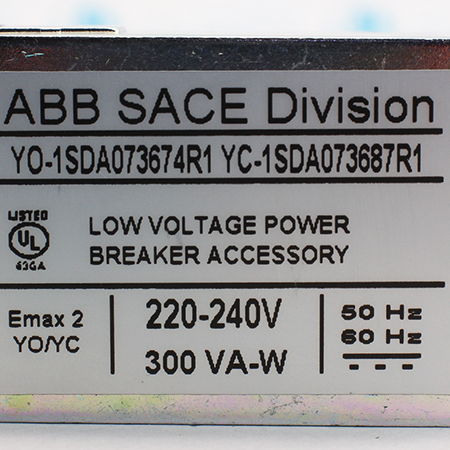 ABB SACE Division
YO-1SDA073674R1 YC-1SDA073687R1
LISTED
UL
63GA
LOW VOLTAGE POWER
BREAKER ACCESSORY
Emax 2
YO/YC
220-240V
300 VA-W
50 Hz
60 Hz